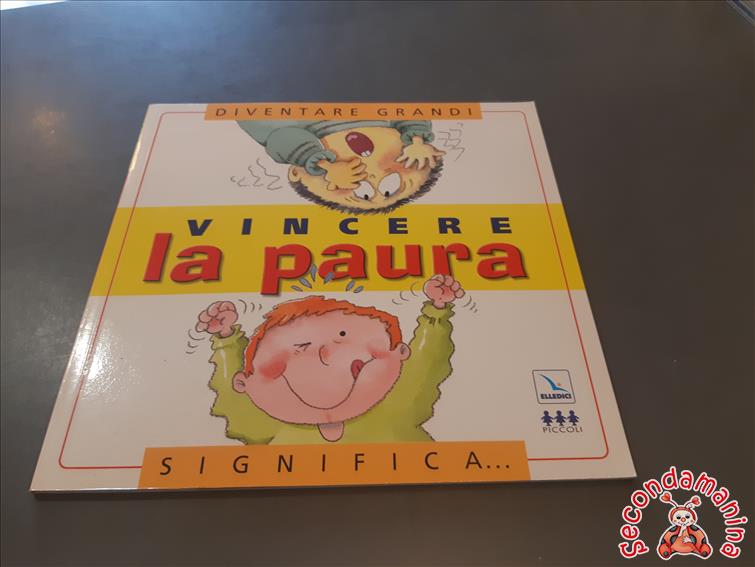 DIVENTARE GRANDI
VINCERE
la paura
ELLEDICI
PICCOLI
SIGNIFICA...
Secondamanina